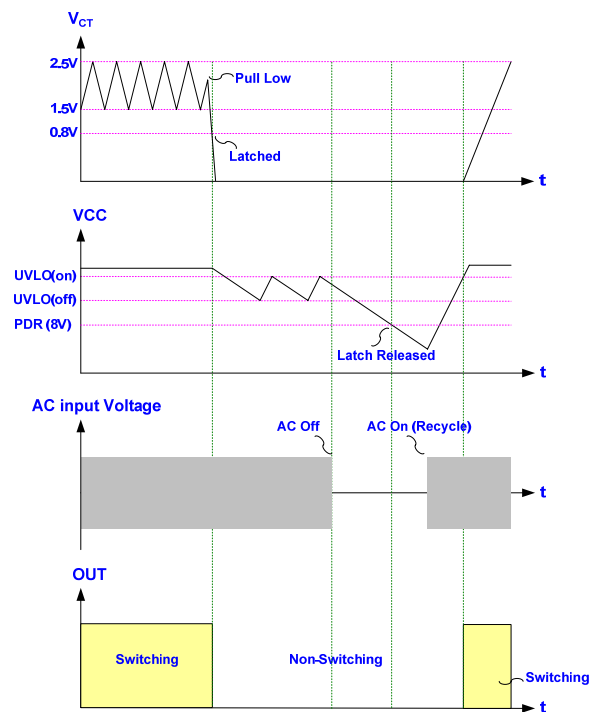 VCT
2.5V
Pull Low
1.5V
0.8V
Latched
t
VCC
UVLO(on)
UVLO(off)
PDR (8V)
Latch Released
t
AC input Voltage
AC Off
AC On (Recycle)
t
OUT
Switching
Non-Switching
Switching
t